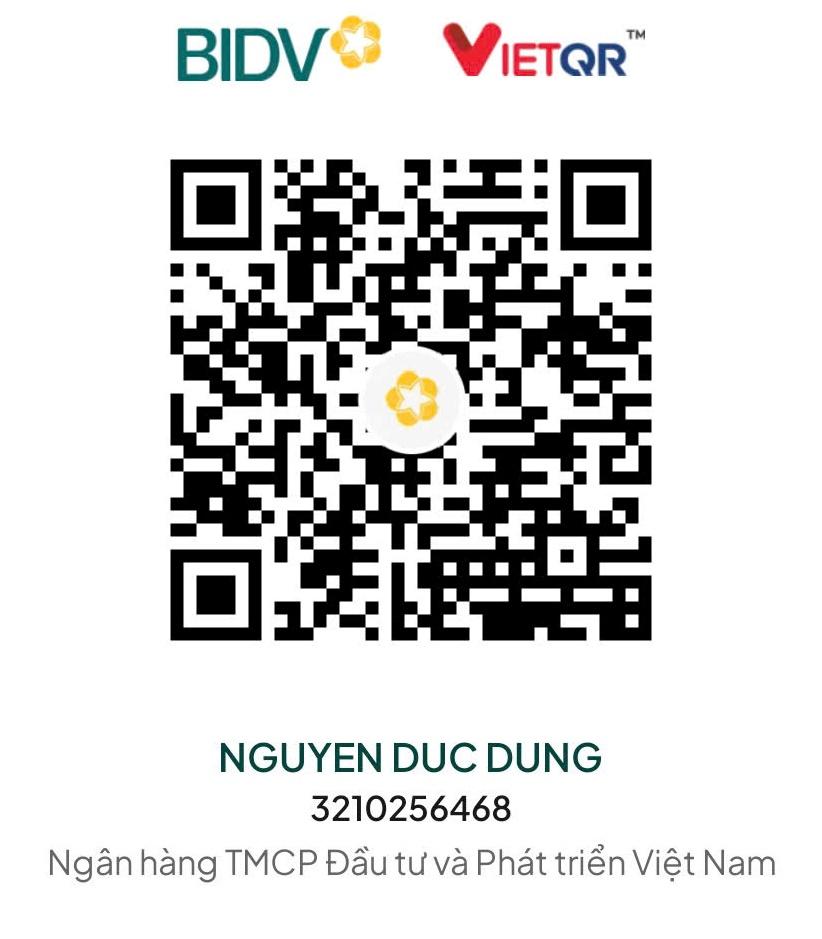 BIDV VIETQR™
NGUYEN DUC DUNG
3210256468
Ngân hàng TMCP Đầu tư và Phát triển Việt Nam